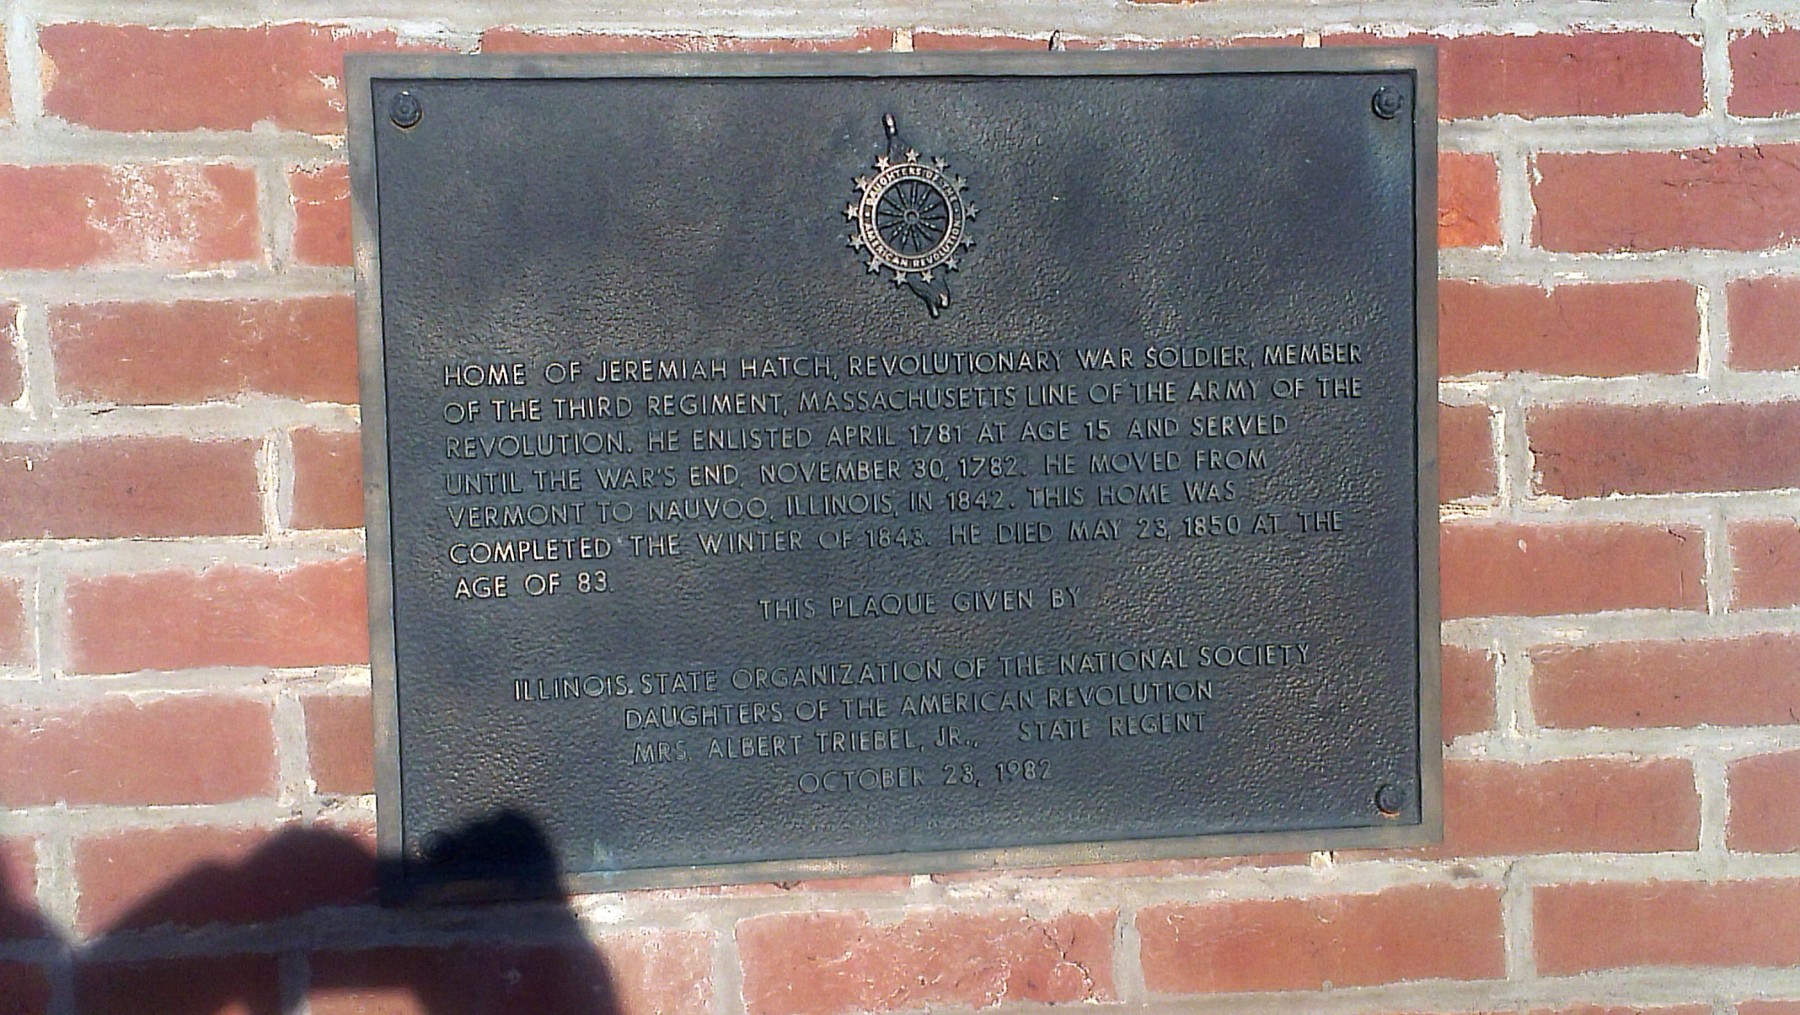 DAUGHTERS OF THE AMERICAN REVOLUTION
HOME OF JEREMIAH HATCH, REVOLUTIONARY WAR SOLDIER, MEMBER
OF THE THIRD REGIMENT, MASSACHUSETTS LINE OF THE ARMY OF THE
REVOLUTION. HE ENLISTED APRIL 1781 AT AGE 15 AND SERVED
UNTIL THE WAR'S END, NOVEMBER 30, 1782. HE MOVED FROM
VERMONT TO NAUVOO, ILLINOIS, IN 1842. THIS HOME WAS
COMPLETED THE WINTER OF 1843. HE DIED MAY 23, 1850 AT THE
AGE OF 83.
THIS PLAQUE GIVEN BY
ILLINOIS STATE ORGANIZATION OF THE NATIONAL SOCIETY
DAUGHTERS OF THE AMERICAN REVOLUTION
MRS. ALBERT TRIEBEL, JR., STATE REGENT
OCTOBER 23, 1982